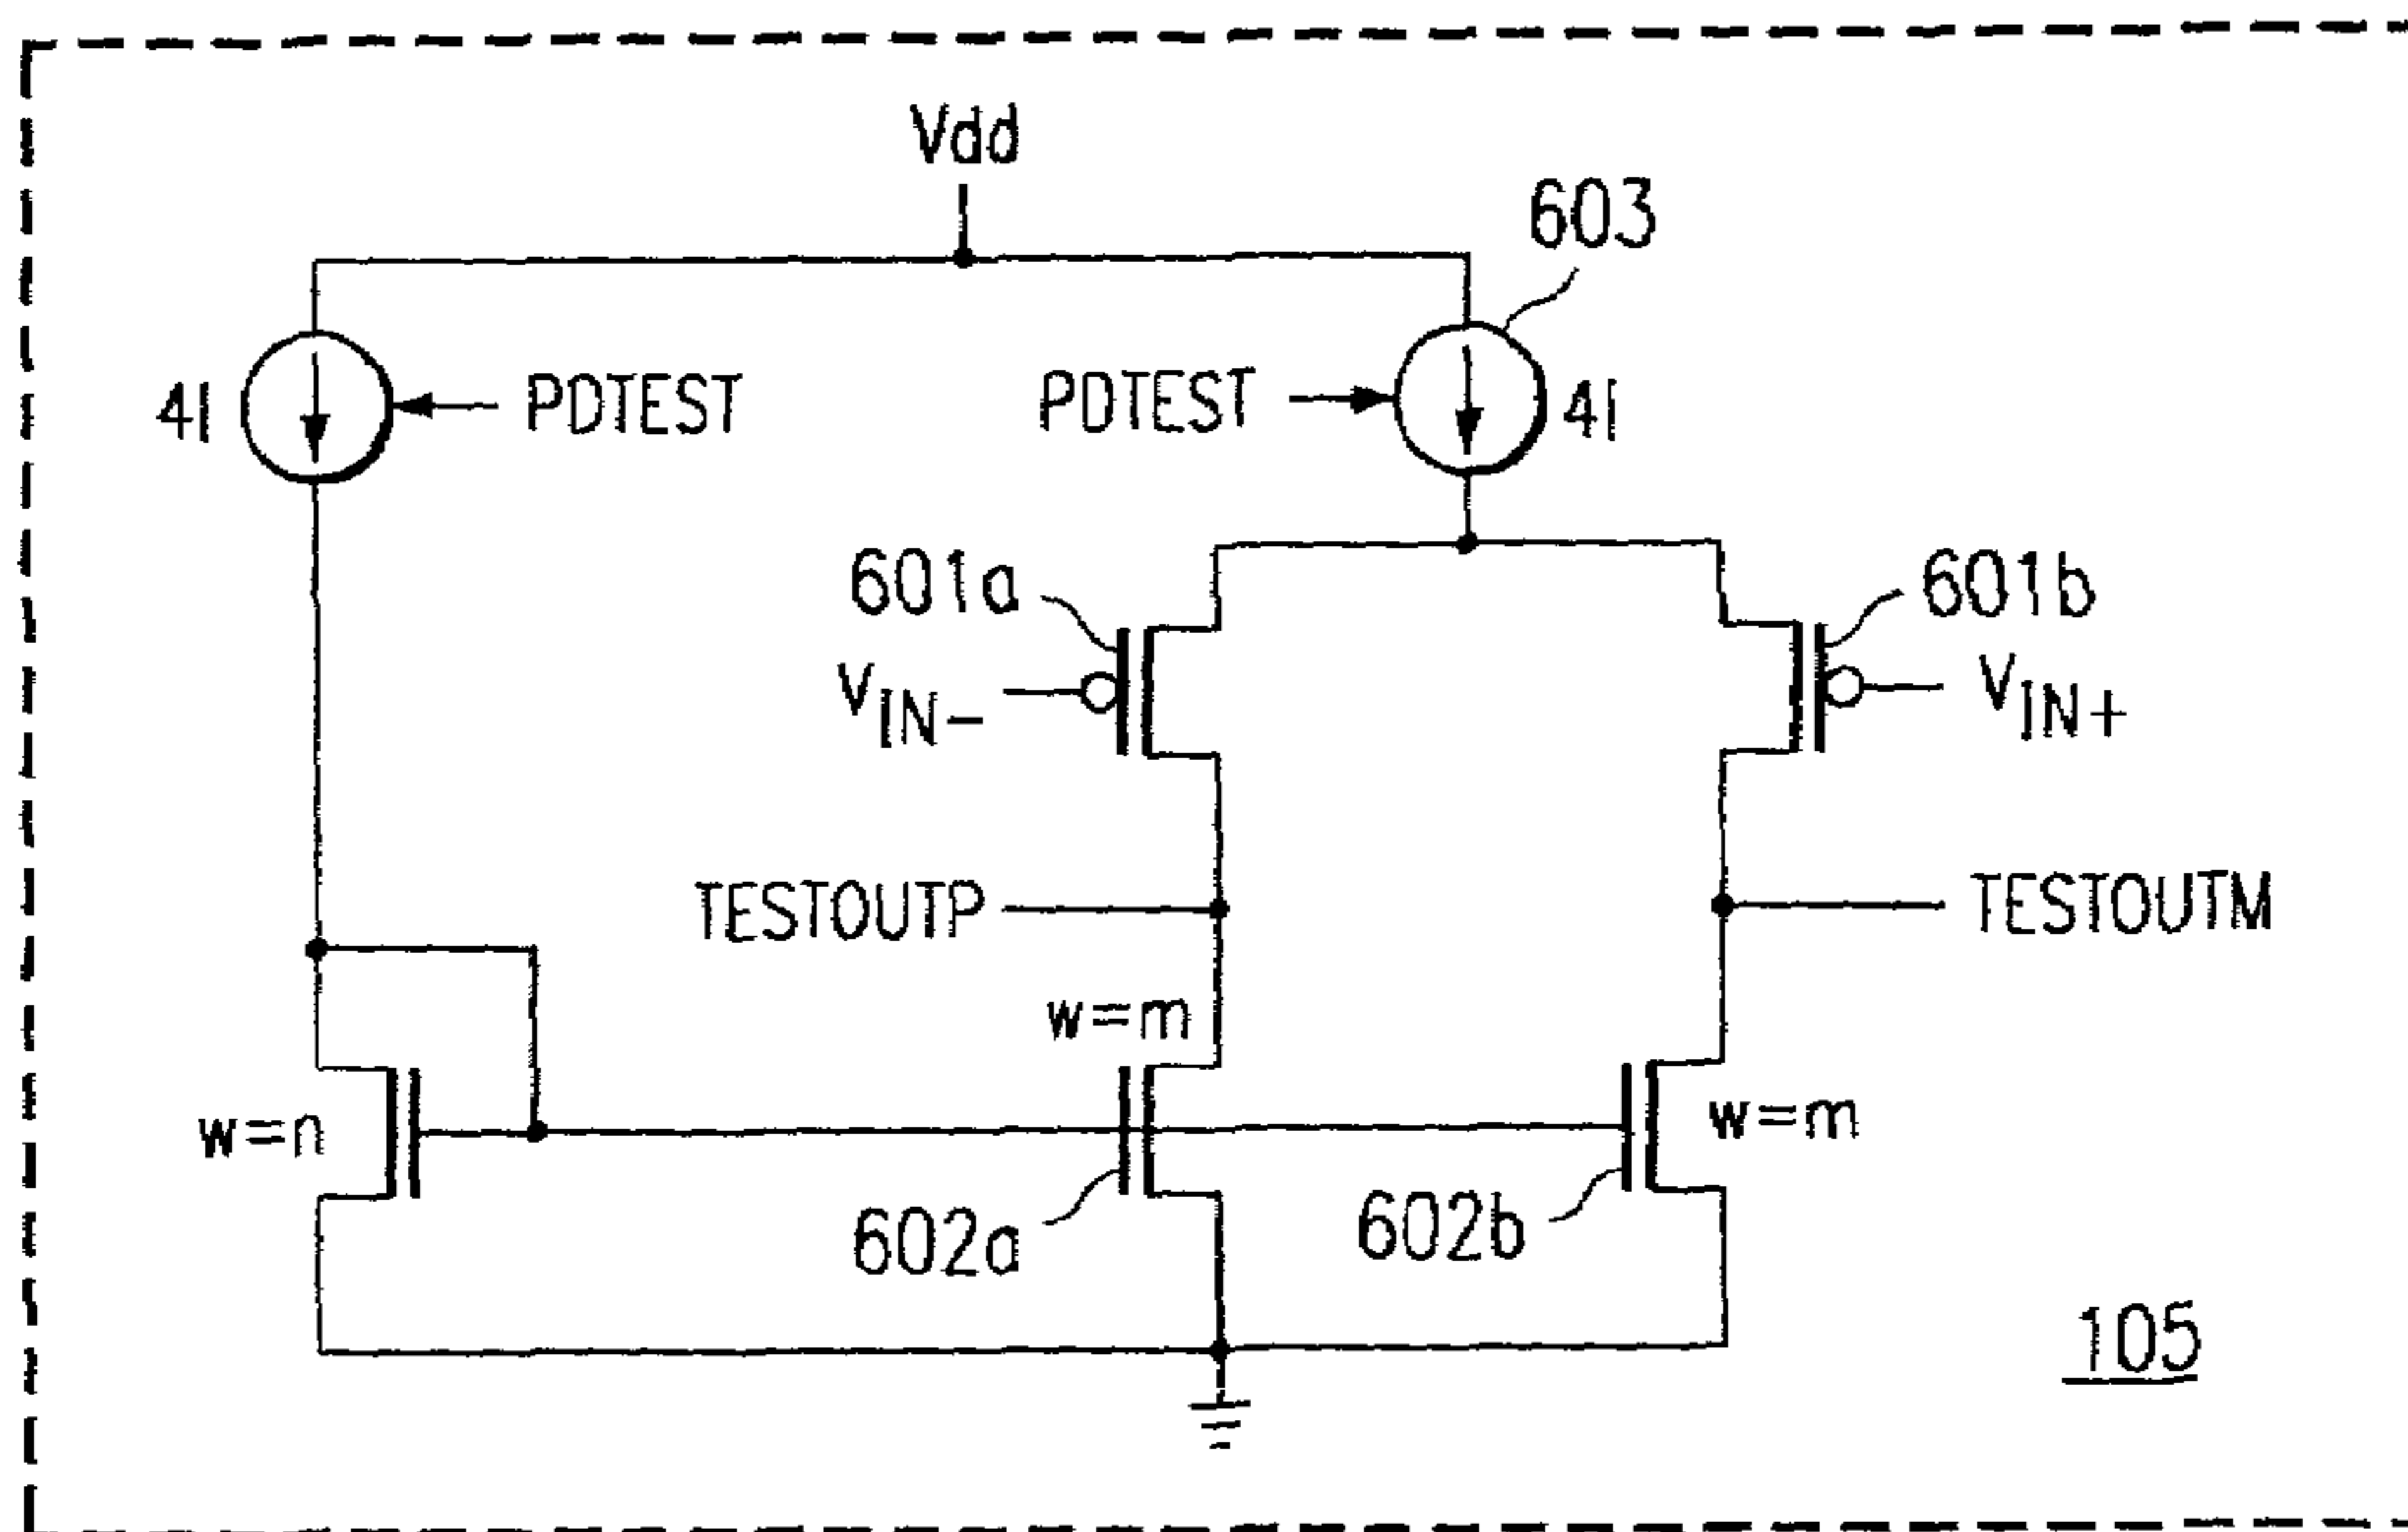 Vdd
603
4I
PDTEST
PDTEST
4I
601a
601b
VIN-
VIN+
TESTOUTP
TESTOUTM
w=m
w=n
w=m
602a
602b
105